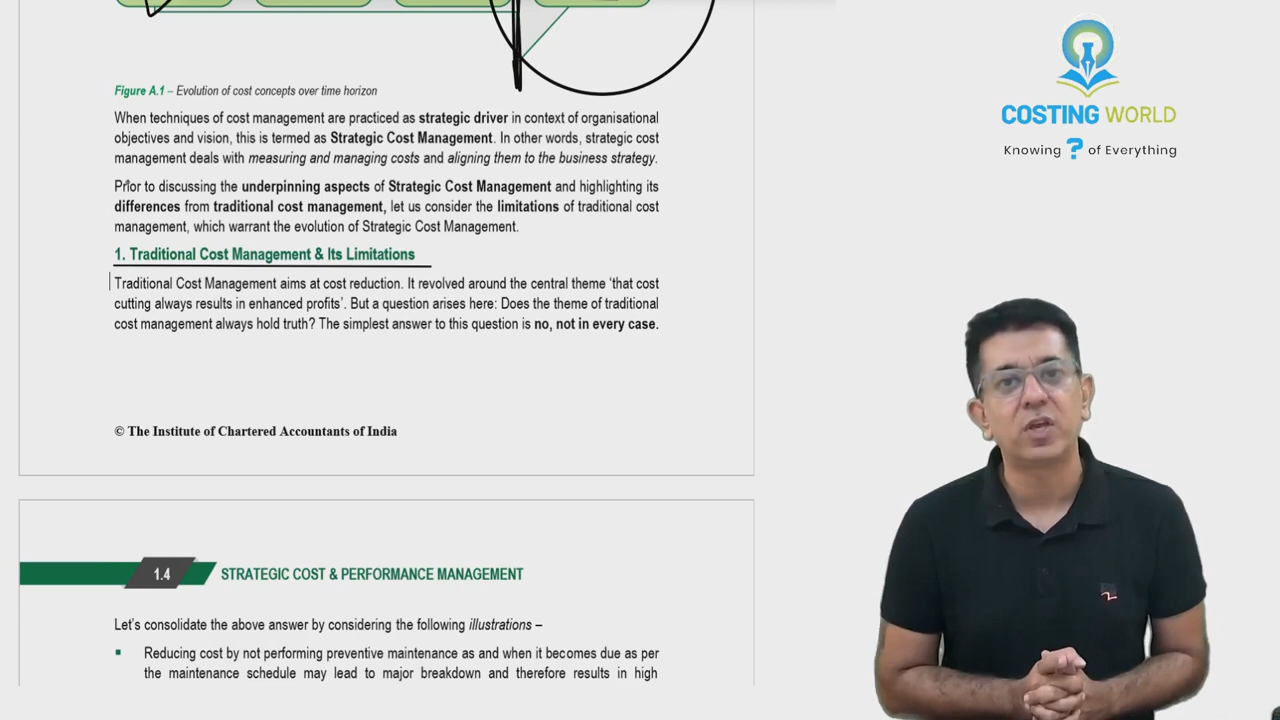 Figure A.1 – Evolution of cost concepts over time horizon
When techniques of cost management are practiced as strategic driver in context of organisational
objectives and vision, this is termed as Strategic Cost Management. In other words, strategic cost
management deals with measuring and managing costs and aligning them to the business strategy.
Prior to discussing the underpinning aspects of Strategic Cost Management and highlighting its
differences from traditional cost management, let us consider the limitations of traditional cost
management, which warrant the evolution of Strategic Cost Management.
1. Traditional Cost Management & Its Limitations
Traditional Cost Management aims at cost reduction. It revolved around the central theme ‘that cost
cutting always results in enhanced profits’. But a question arises here: Does the theme of traditional
cost management always hold truth? The simplest answer to this question is no, not in every case.
© The Institute of Chartered Accountants of India
1.4 STRATEGIC COST & PERFORMANCE MANAGEMENT
Let’s consolidate the above answer by considering the following illustrations –
Reducing cost by not performing preventive maintenance as and when it becomes due as per
the maintenance schedule may lead to major breakdown and therefore results in high
COSTING WORLD
Knowing ? of Everything